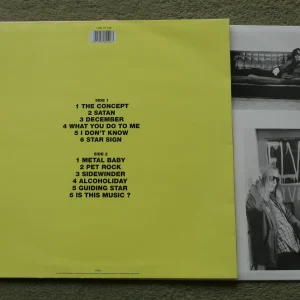 SIDE 1
1 THE CONCEPT
2 SATAN
3 DECEMBER
4 WHAT YOU DO TO ME
5 I DON'T KNOW
6 STAR SIGN
SIDE 2
1 METAL BABY
2 PET ROCK
3 SIDEWINDER
4 ALCOHOLIDAY
5 GUIDING STAR
6 IS THIS MUSIC ?